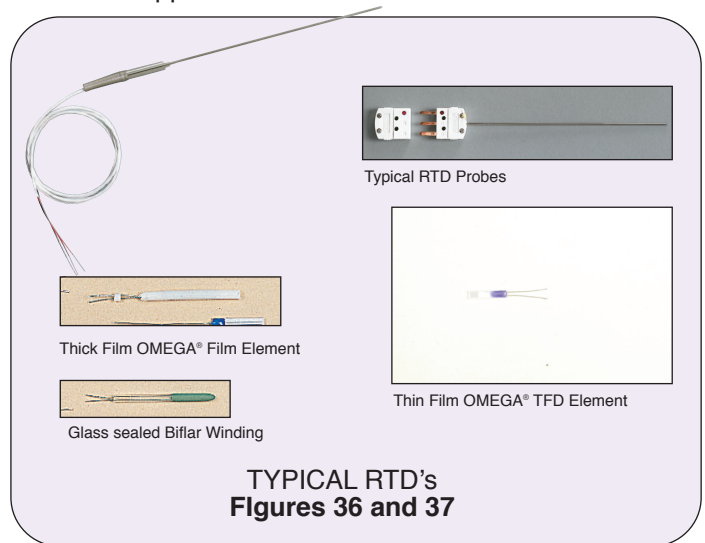 Typical RTD Probes
Thick Film OMEGA® Film Element
Thin Film OMEGA® TFD Element
Glass sealed Biflar Winding
TYPICAL RTD's
FIgures 36 and 37